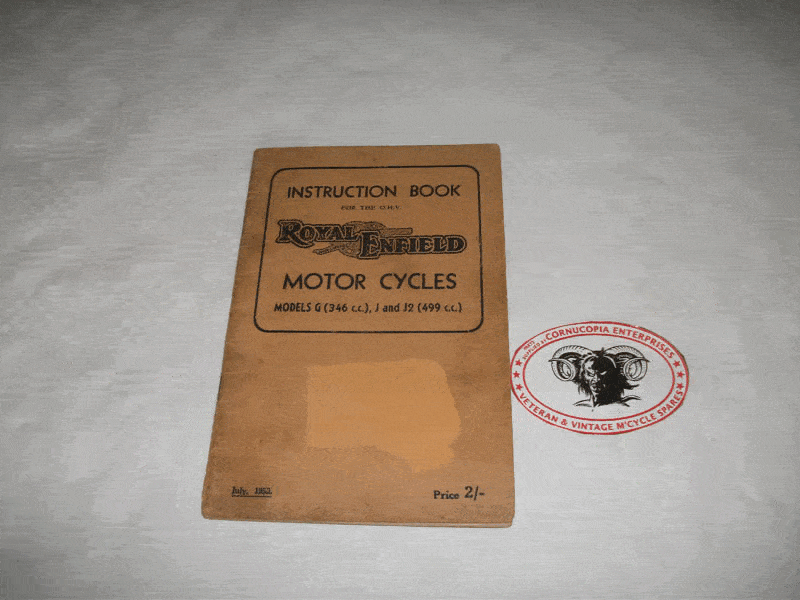 INSTRUCTION BOOK
FOR THE O.H.V.
ROYAL ENFIELD
MOTOR CYCLES
MODELS G (346 c.c.), J and J2 (499 c.c.)
July, 1953.
Price 2/-
CORNUCOPIA ENTERPRISES
VETERAN & VINTAGE M'CYCLE SPARES